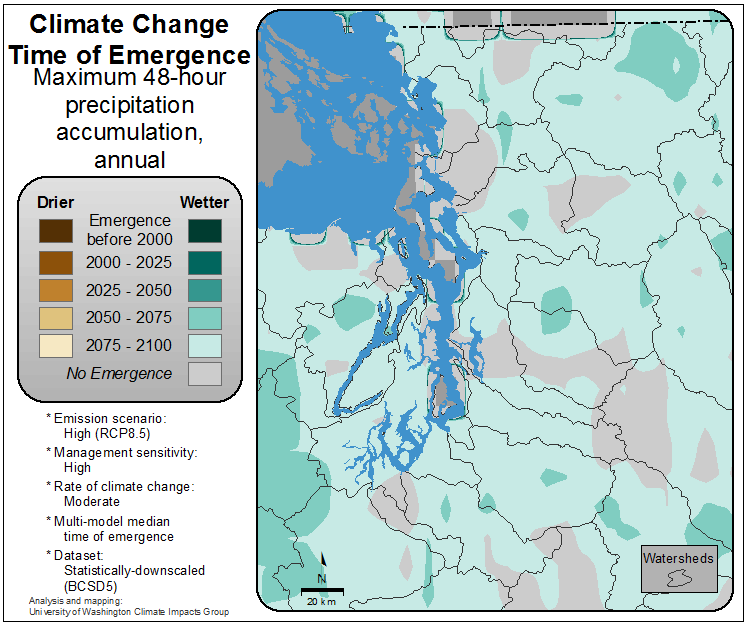 Climate Change
Time of Emergence
Maximum 48-hour
precipitation
accumulation,
annual
Drier Wetter
Emergence
before 2000
2000 - 2025
2025 - 2050
2050 - 2075
2075 - 2100
No Emergence
* Emission scenario:
High (RCP8.5)
* Management sensitivity:
High
* Rate of climate change:
Moderate
* Multi-model median
time of emergence
* Dataset:
Statistically-downscaled
(BCSD5)
Analysis and mapping:
University of Washington Climate Impacts Group
N
20 km
Watersheds